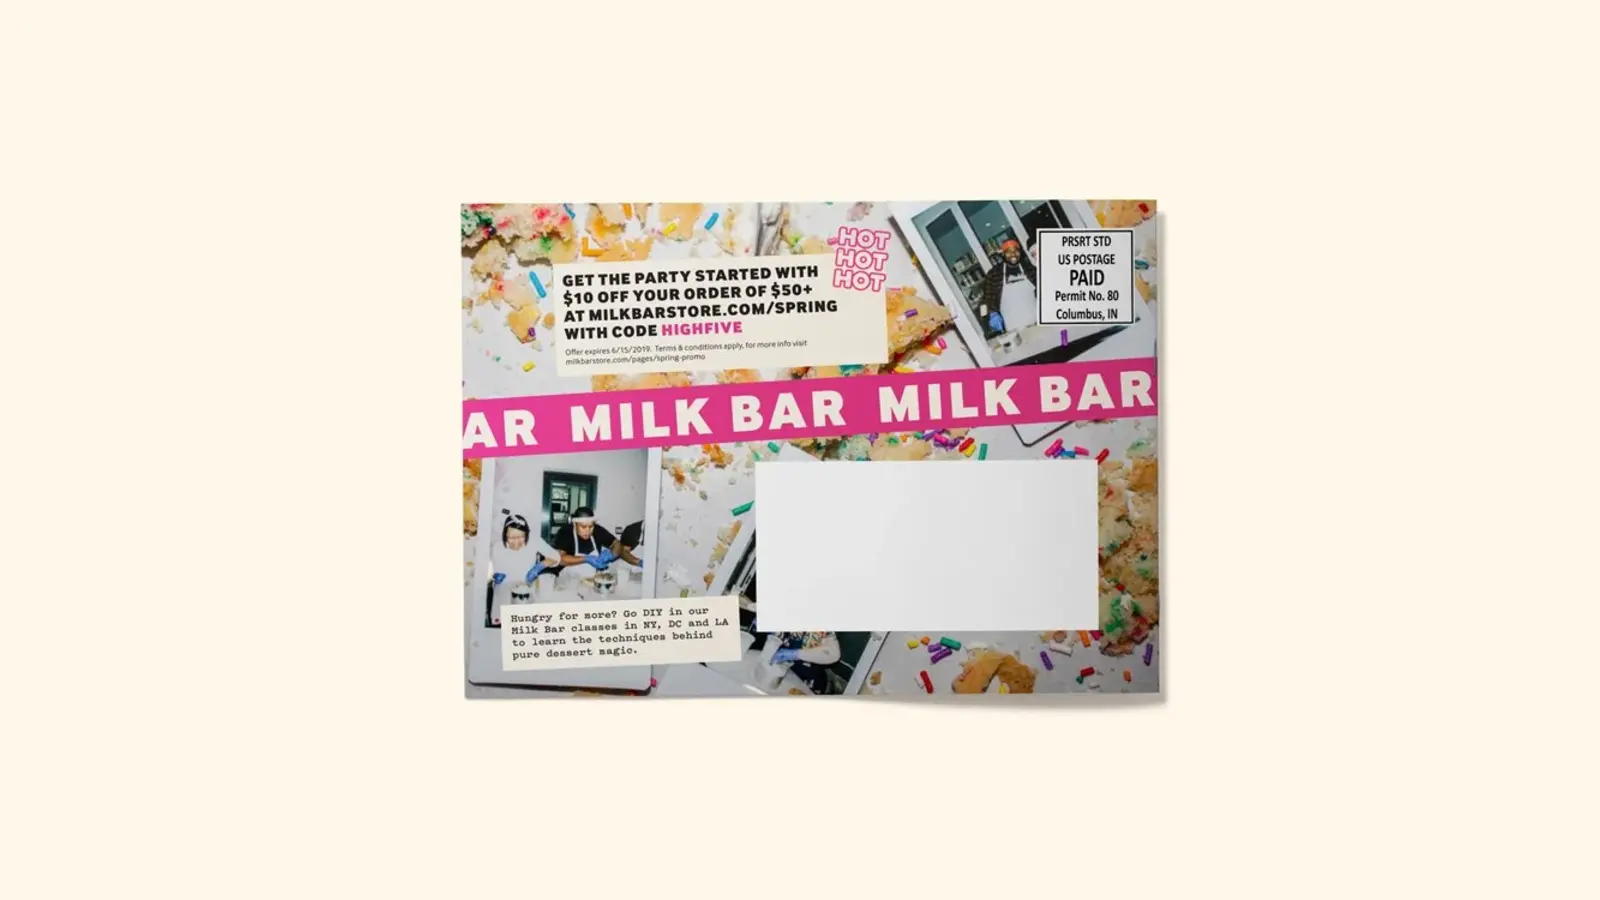 HOT
HOT
HOT
GET THE PARTY STARTED WITH
$10 OFF YOUR ORDER OF $50+
AT MILKBARSTORE.COM/SPRING
WITH CODE HIGHFIVE
Offer expires 6/15/2019. Terms & conditions apply, for more info visit
milkbarstore.com/pages/spring-promo
PRSRT STD
US POSTAGE
PAID
Permit No. 80
Columbus, IN
AR MILK BAR MILK BAR
Hungry for more? Go DIY in our
Milk Bar classes in NY, DC and LA
to learn the techniques behind
pure dessert magic.